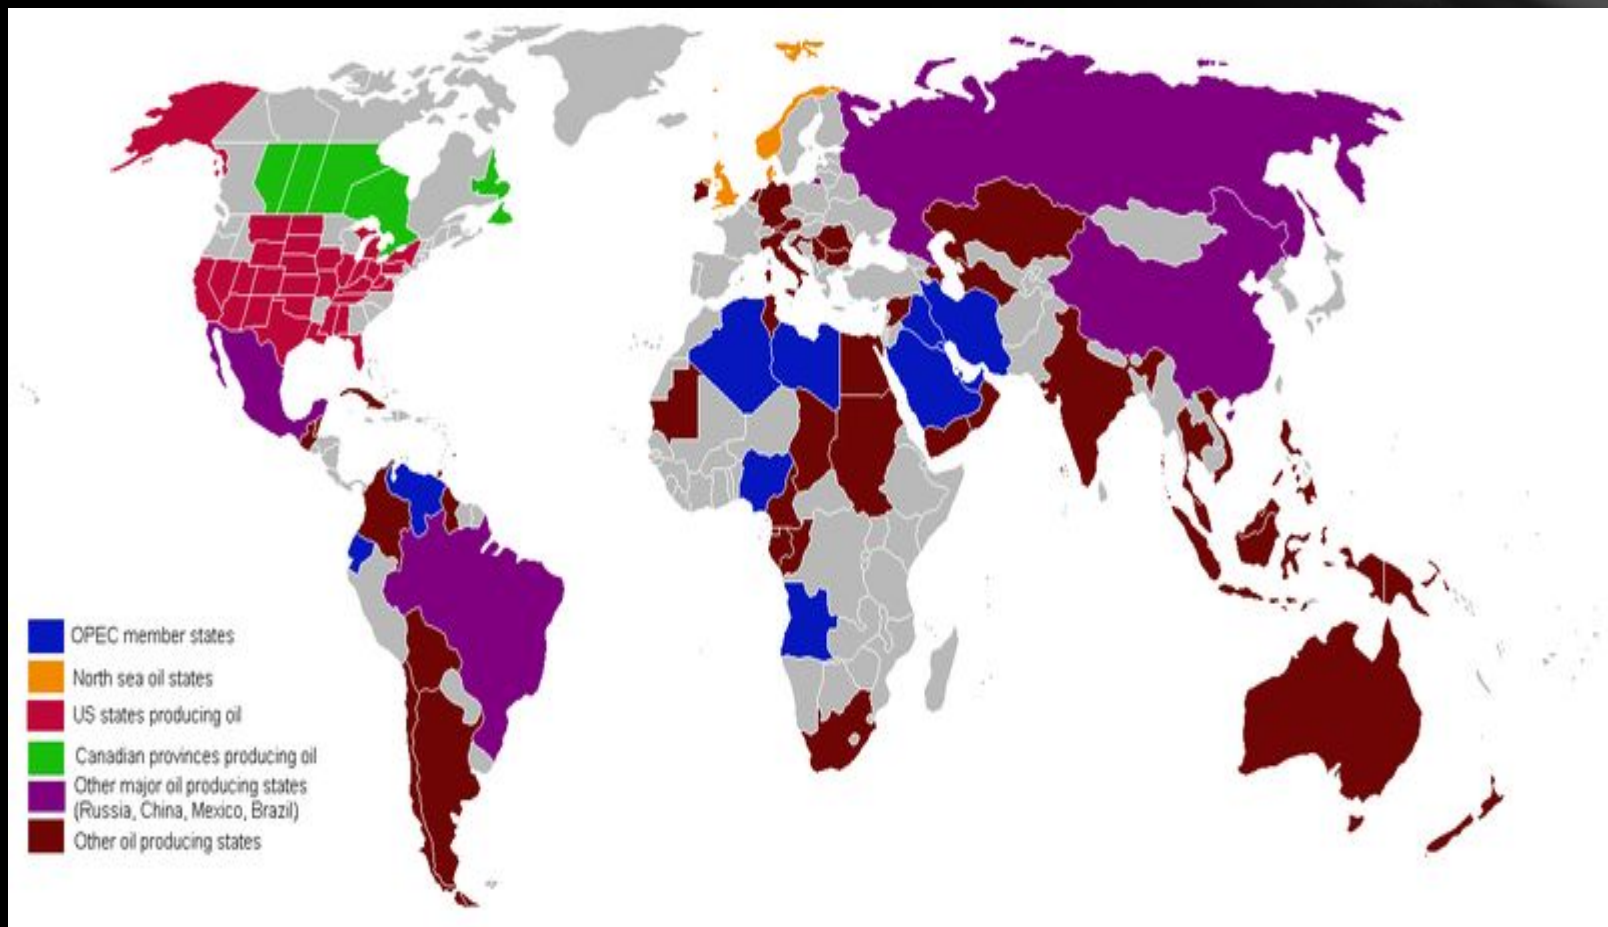 OPEC member states
North sea oil states
US states producing oil
Canadian provinces producing oil
Other major oil producing states
(Russia, China, Mexico, Brazil)
Other oil producing states